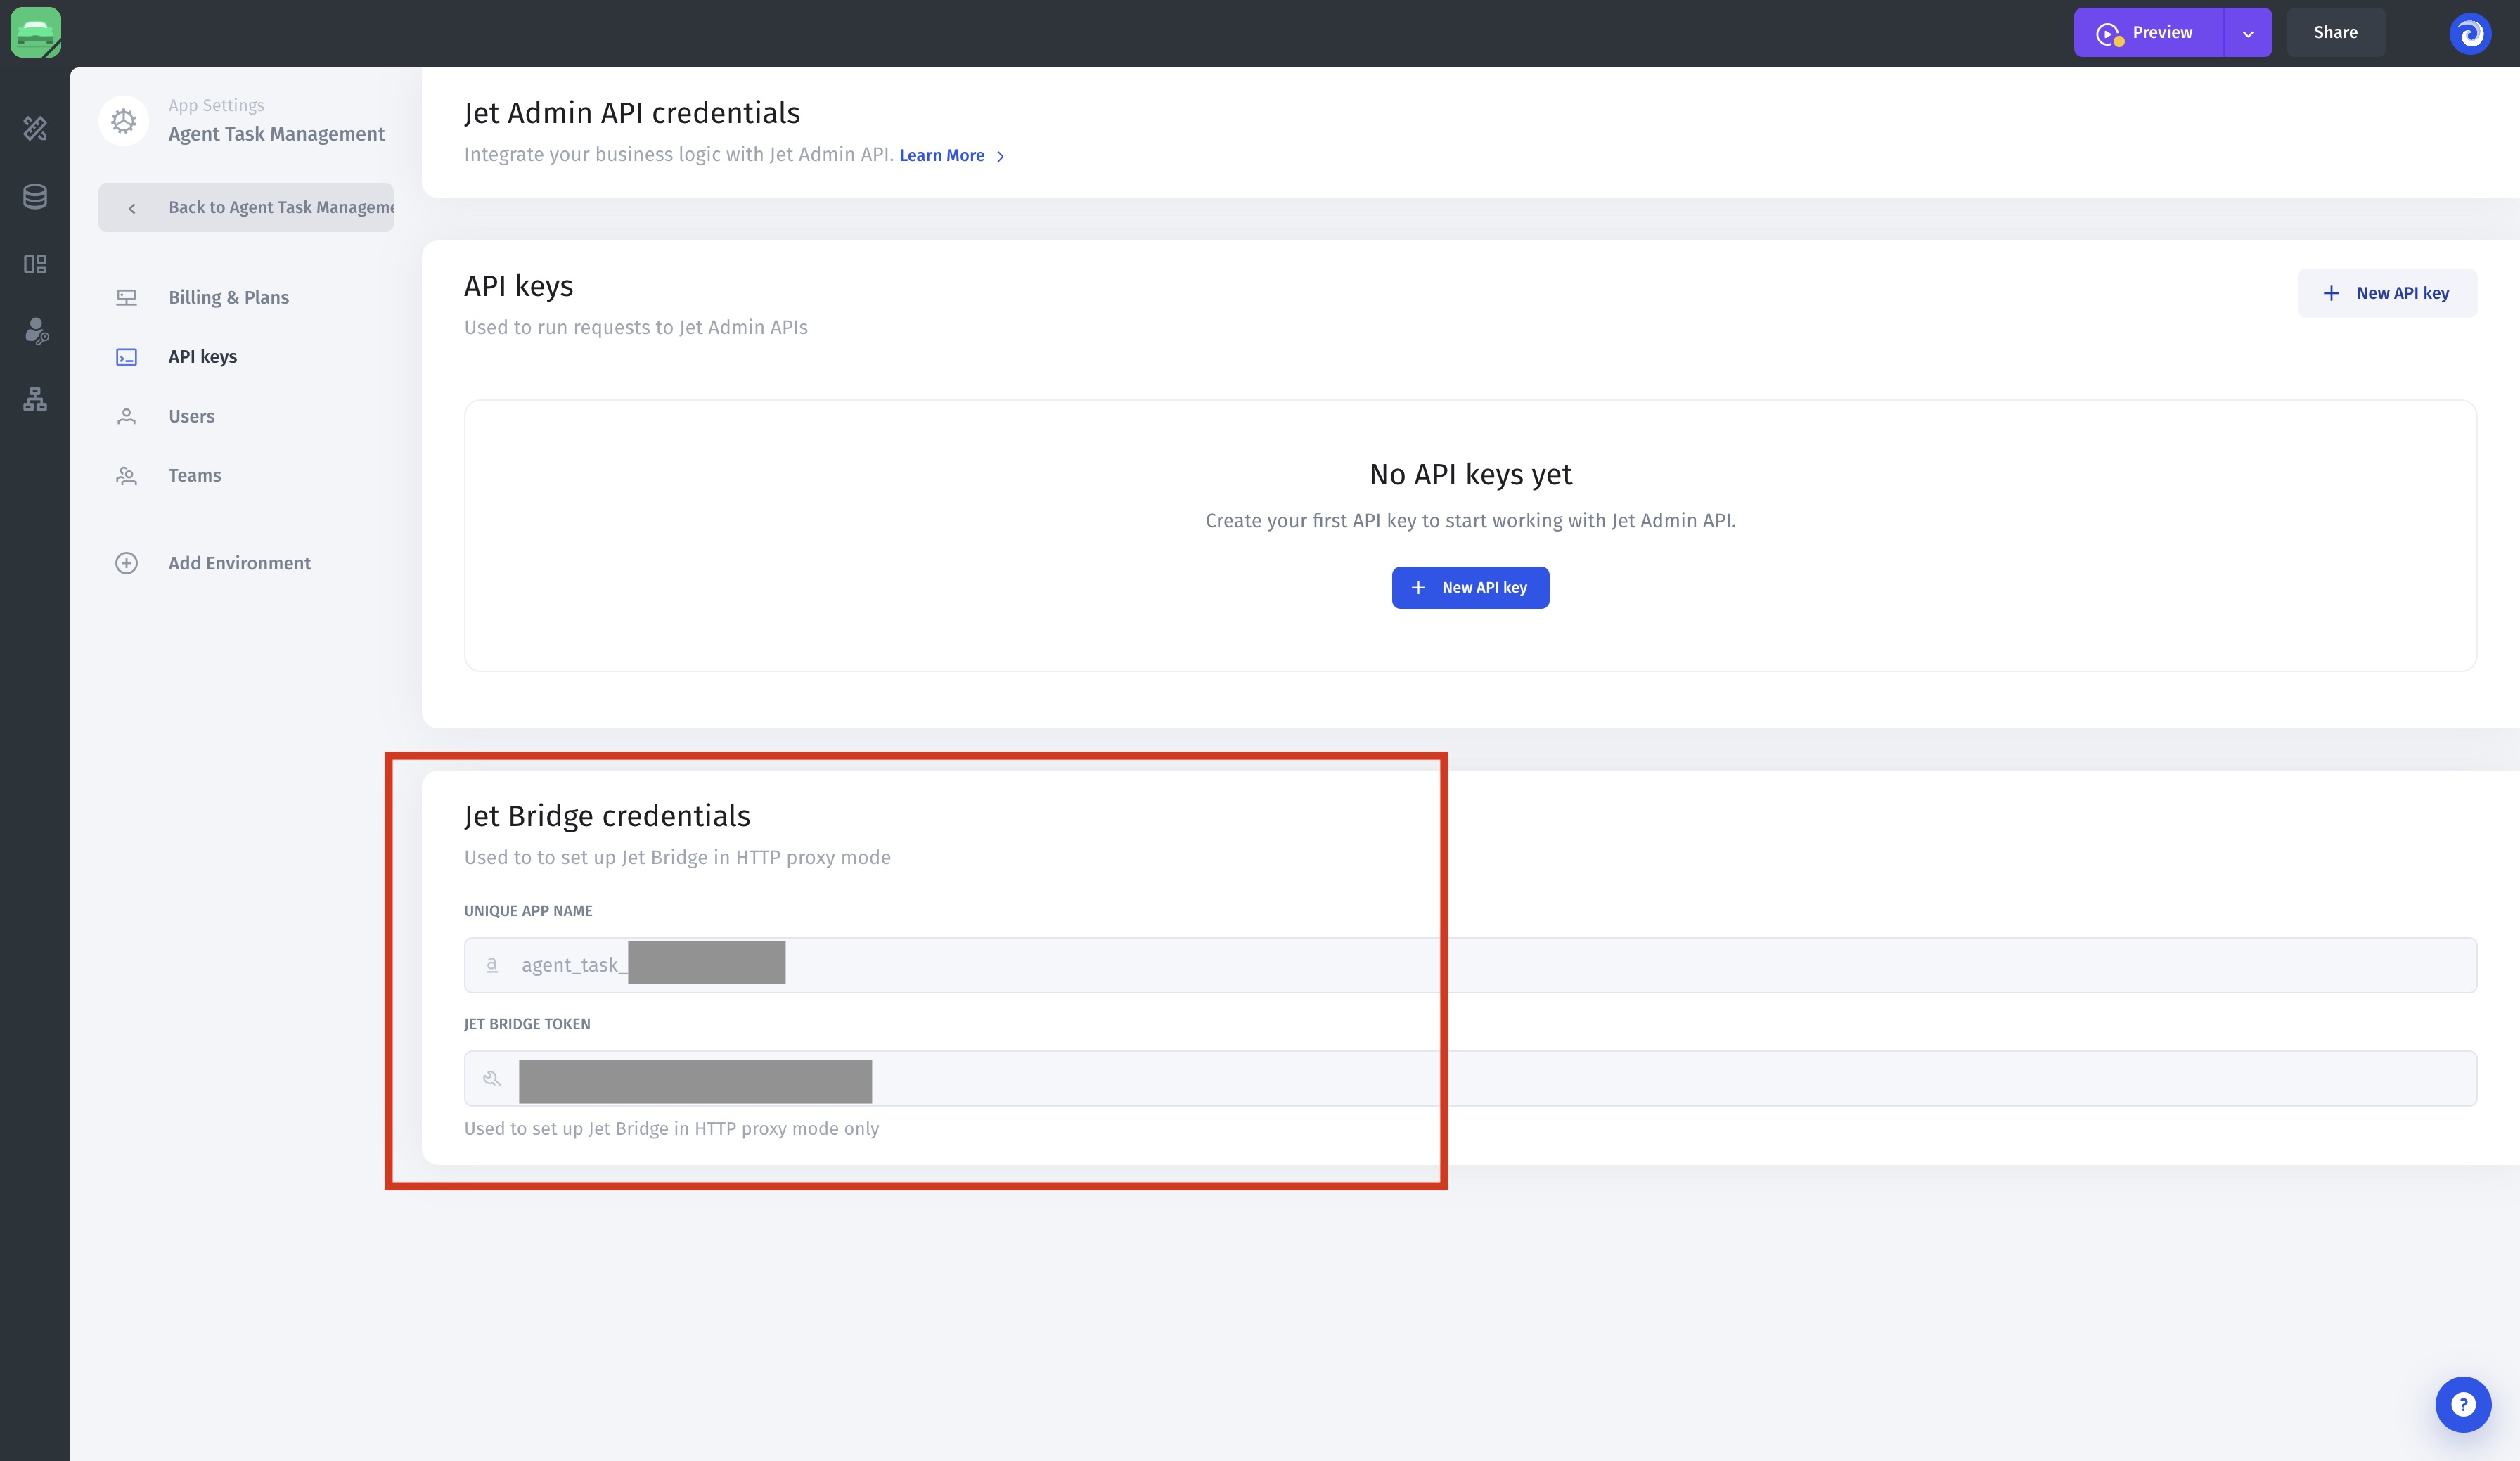 Preview
Share
App Settings
Agent Task Management
Back to Agent Task Manageme
Billing & Plans
API keys
Users
Teams
Add Environment
Jet Admin API credentials
Integrate your business logic with Jet Admin API. Learn More
API keys
Used to run requests to Jet Admin APIs
New API key
No API keys yet
Create your first API key to start working with Jet Admin API.
New API key
Jet Bridge credentials
Used to to set up Jet Bridge in HTTP proxy mode
UNIQUE APP NAME
a agent_task_
JET BRIDGE TOKEN
Used to set up Jet Bridge in HTTP proxy mode only
?